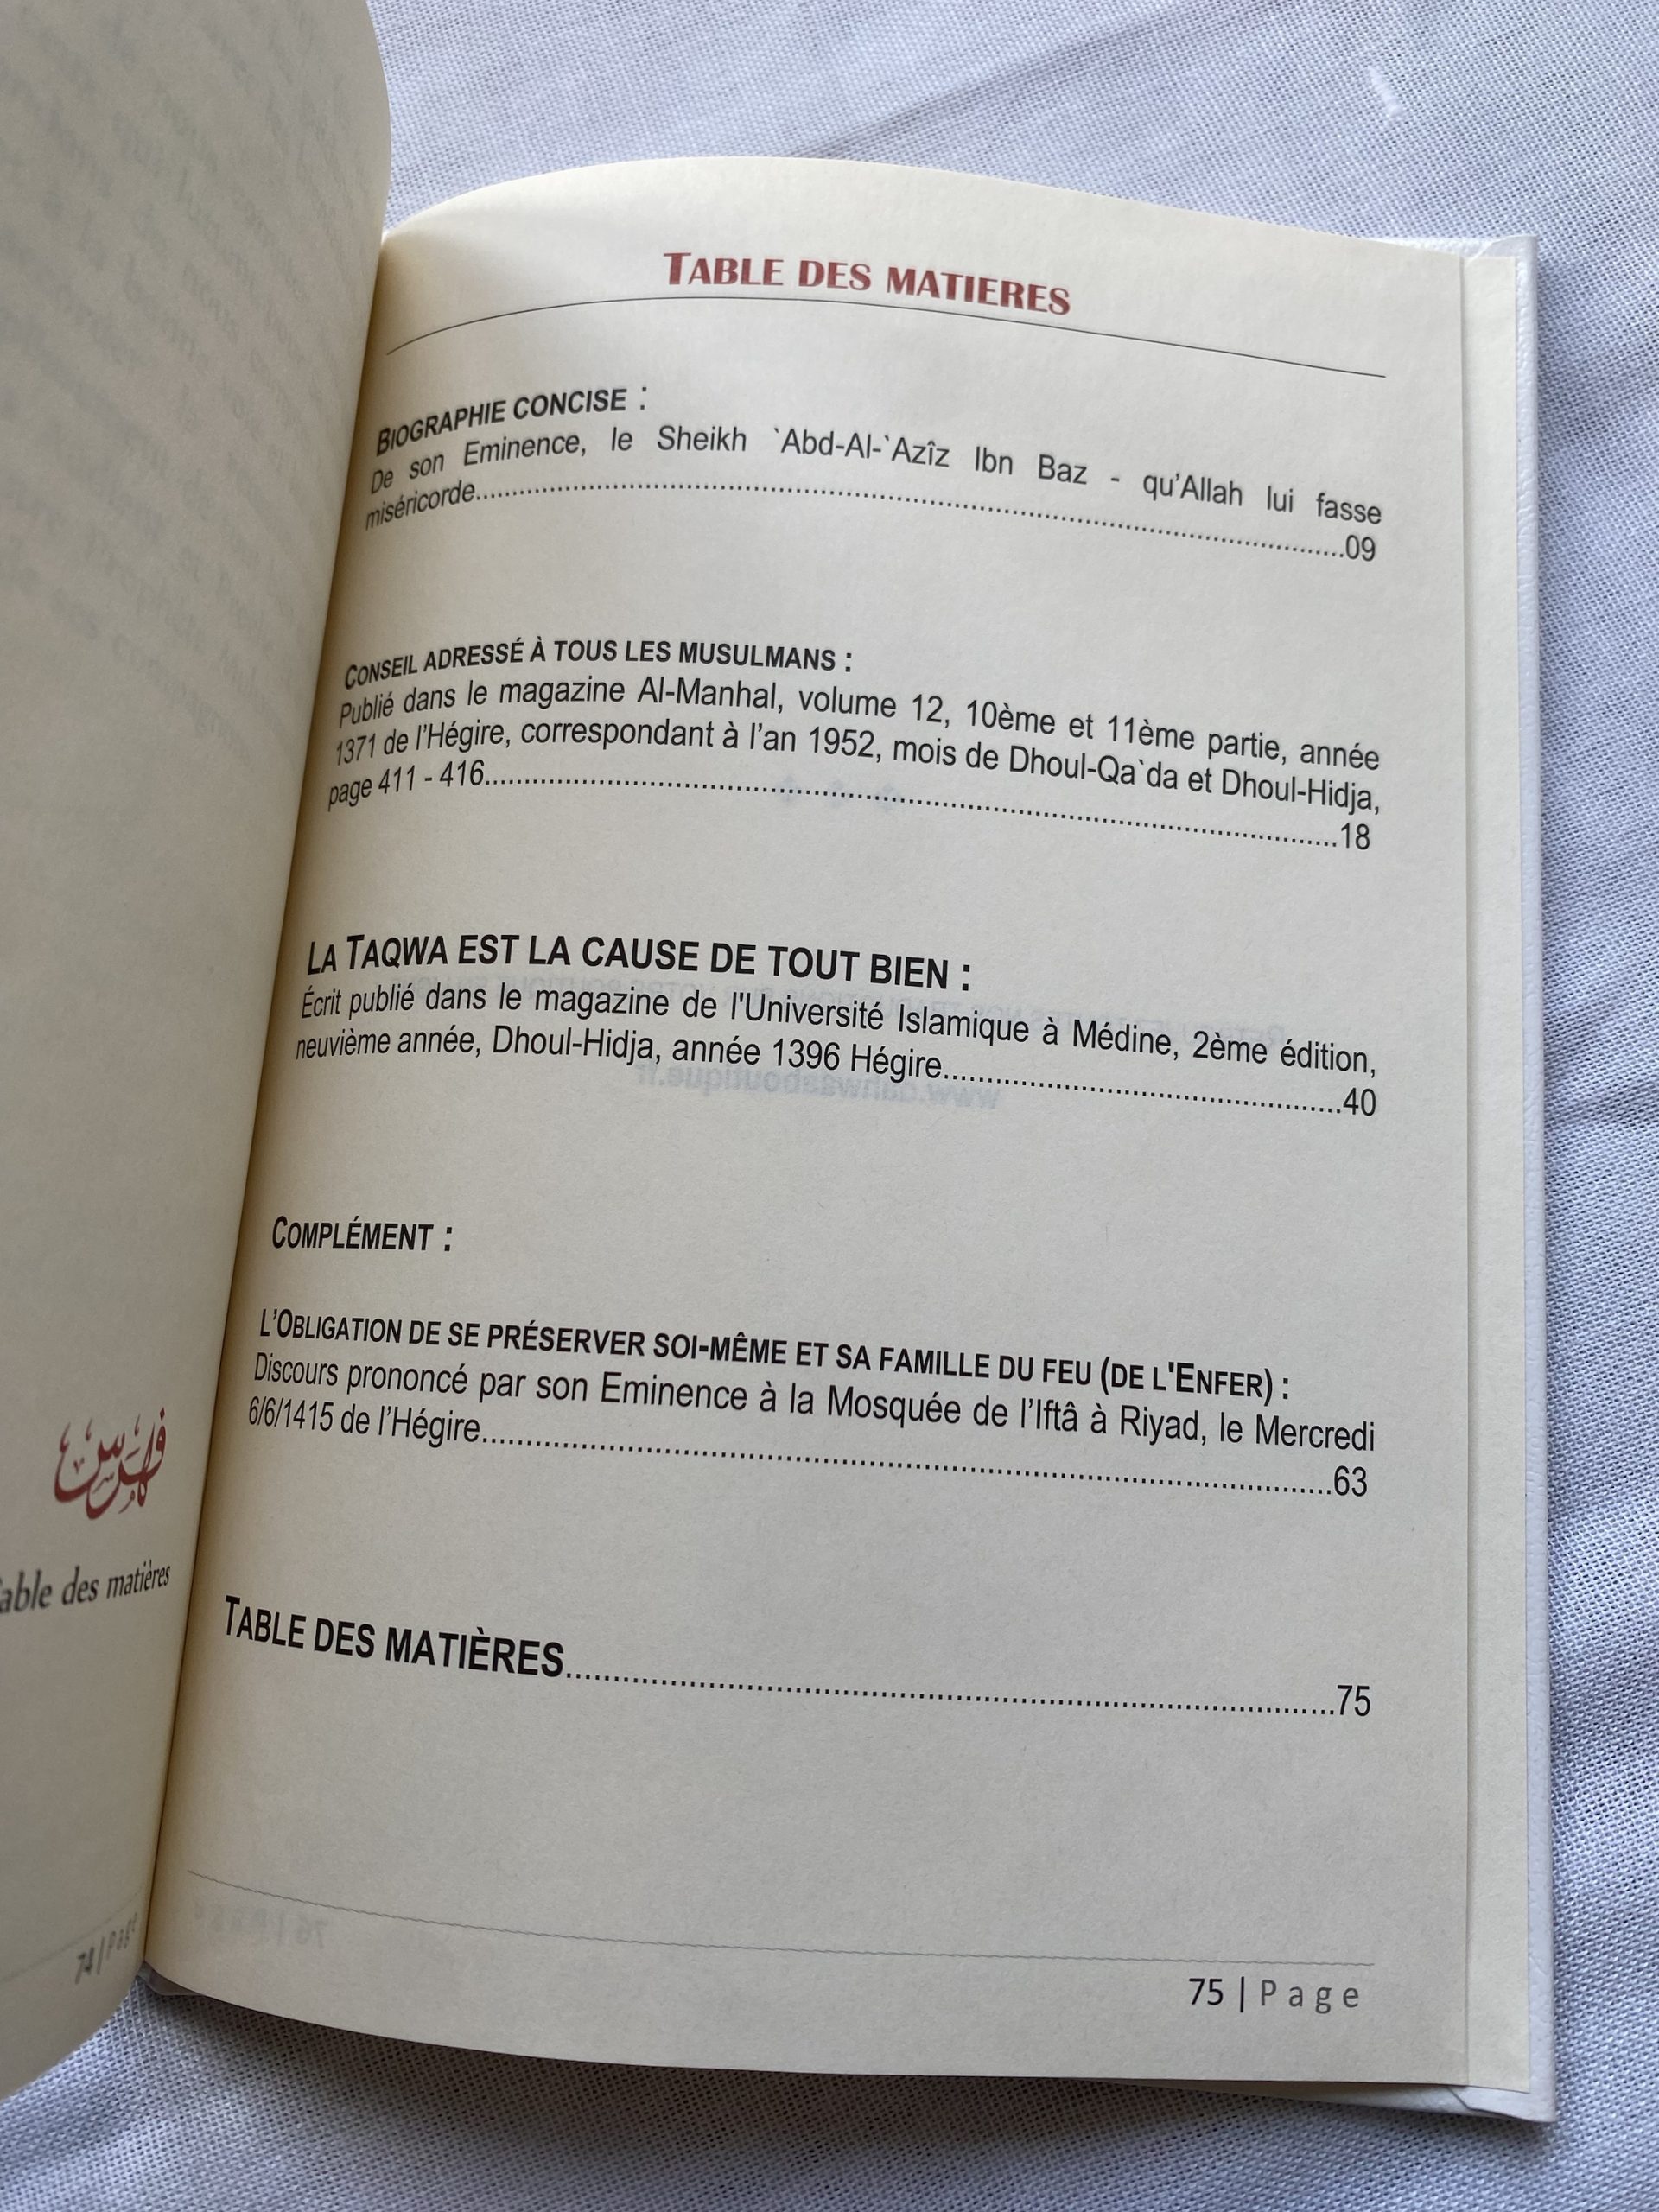 فهرس
able des matières
74 | Page
TABLE DES MATIERES
BIOGRAPHIE CONCISE :
De son Eminence, le Sheikh `Abd-Al-`Azîz Ibn Baz - qu'Allah lui fasse
miséricorde....................09
CONSEIL ADRESSÉ À TOUS LES MUSULMANS :
Publié dans le magazine Al-Manhal, volume 12, 10ème et 11ème partie, année
1371 de l'Hégire, correspondant à l'an 1952, mois de Dhoul-Qa`da et Dhoul-Hidja,
page 411 - 416....................18
LA TAQWA EST LA CAUSE DE TOUT BIEN :
Écrit publié dans le magazine de l'Université Islamique à Médine, 2ème édition,
neuvième année, Dhoul-Hidja, année 1396 Hégire....................40
COMPLÉMENT :
L'OBLIGATION DE SE PRÉSERVER SOI-MÊME ET SA FAMILLE DU FEU (DE L'ENFER) :
Discours prononcé par son Eminence à la Mosquée de l'Iftâ à Riyad, le Mercredi
6/6/1415 de l'Hégire....................63
TABLE DES MATIÈRES....................75
75 | Page